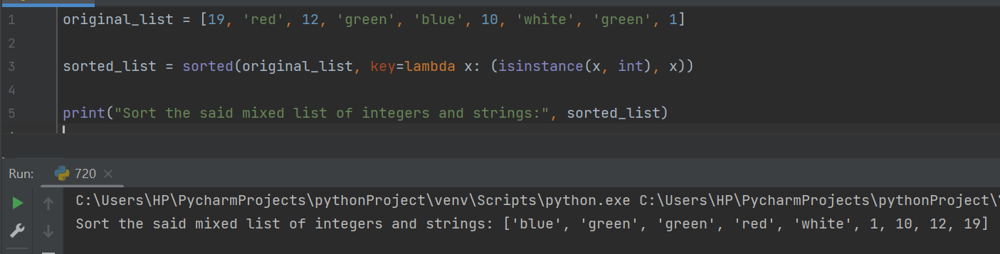 1 original_list = [19, 'red', 12, 'green', 'blue', 10, 'white', 'green', 1]
2
3 sorted_list = sorted(original_list, key=lambda x: (isinstance(x, int), x))
4
5 print("Sort the said mixed list of integers and strings:", sorted_list)
Run: 720
C:\Users\HP\PycharmProjects\pythonProject\venv\Scripts\python.exe C:\Users\HP\PycharmProjects\pythonProject\
Sort the said mixed list of integers and strings: ['blue', 'green', 'green', 'red', 'white', 1, 10, 12, 19]